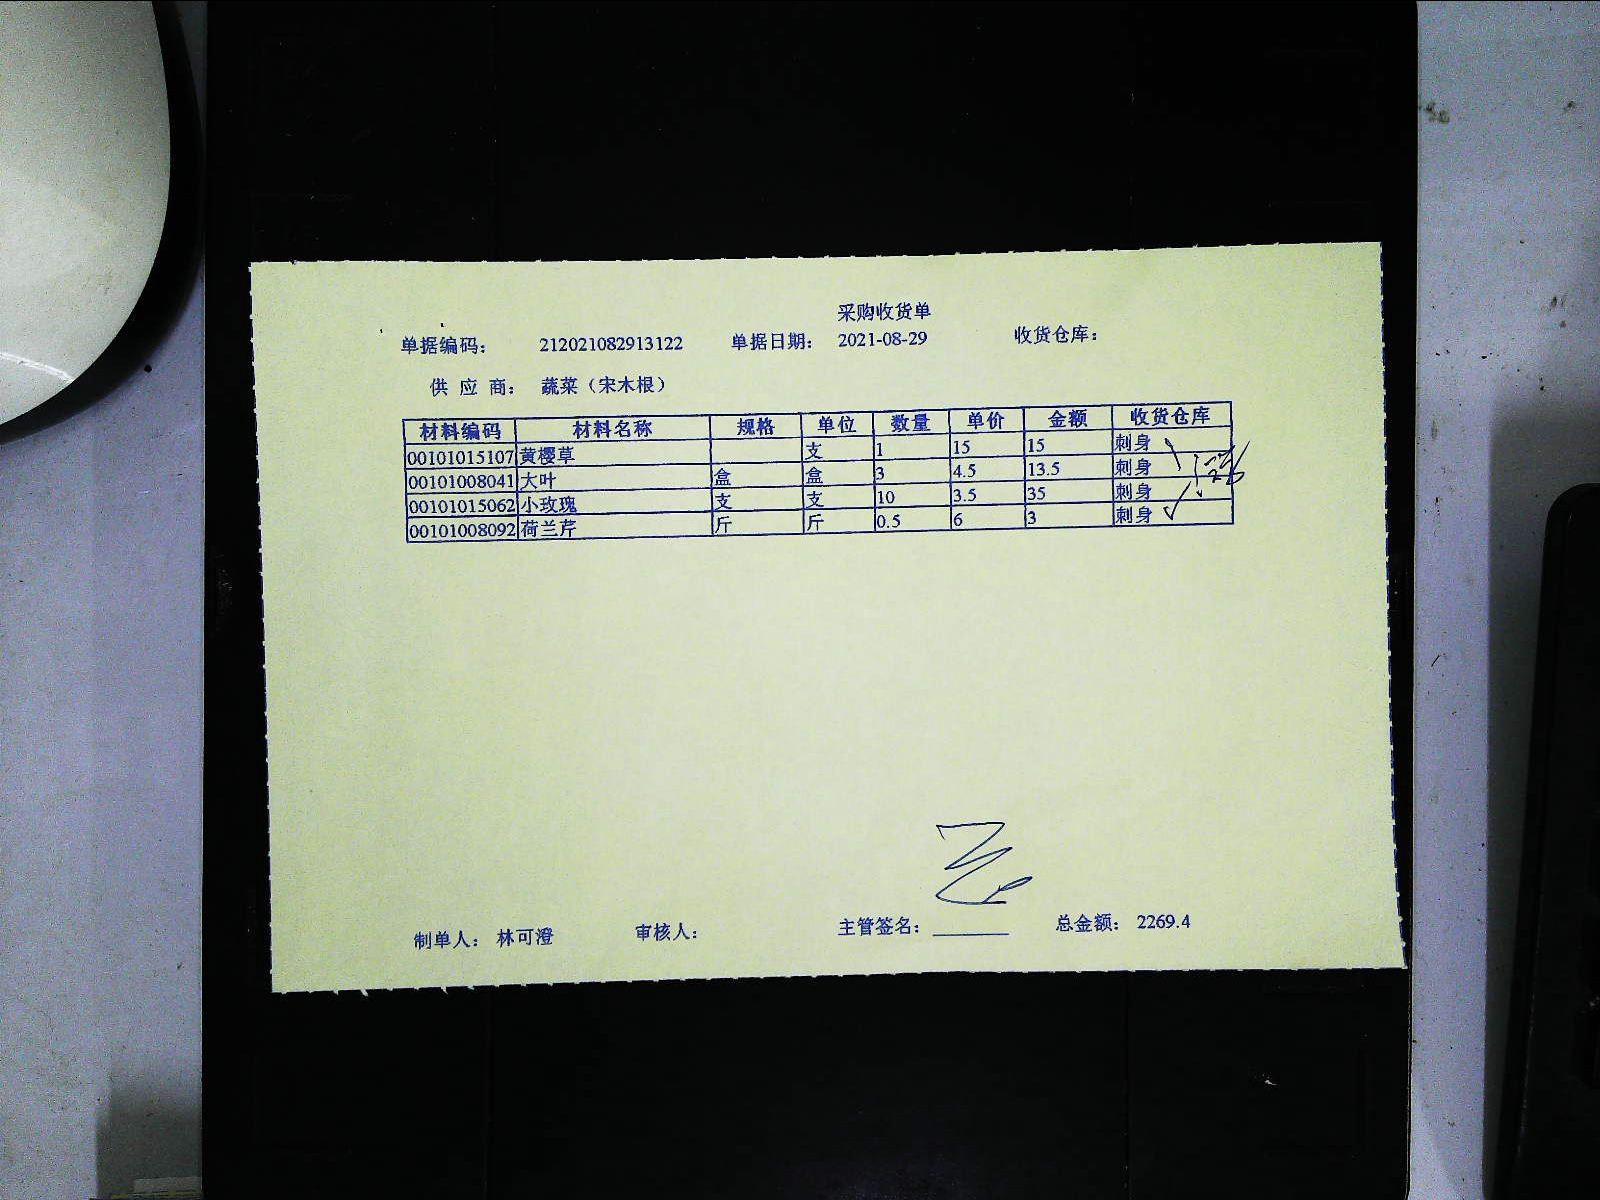 采购收货单
单据编码： 212021082913122 单据日期： 2021-08-29 收货仓库：
供 应 商： 蔬菜（宋木根）
材料编码 材料名称 规格 单位 数量 单价 金额 收货仓库
00101015107 黄樱草 支 1 15 15 刺身
00101008041 大叶 盒 盒 3 4.5 13.5 刺身
00101015062 小玫瑰 支 支 10 3.5 35 刺身
00101008092 荷兰芹 斤 斤 0.5 6 3 刺身
制单人： 林可澄 审核人： 主管签名： 总金额： 2269.4